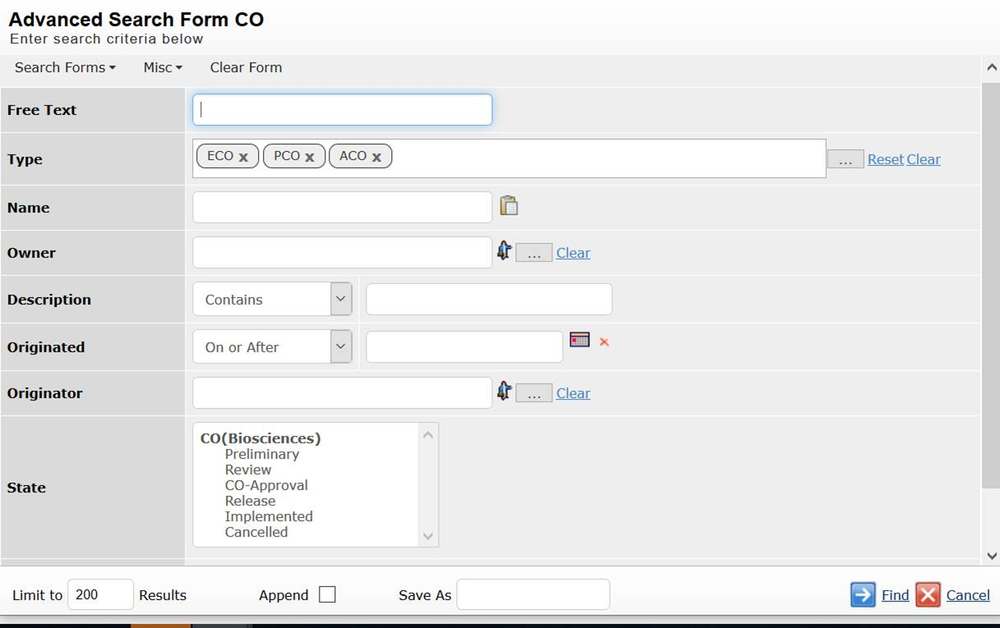 Advanced Search Form CO
Enter search criteria below
Search Forms Misc Clear Form
Free Text
Type ECO x PCO x ACO x ... Reset Clear
Name
Owner ... Clear
Description Contains
Originated On or After
Originator ... Clear
CO(Biosciences)
Preliminary
Review
CO-Approval
State
Release
Implemented
Cancelled
Limit to 200 Results Append Save As Find Cancel